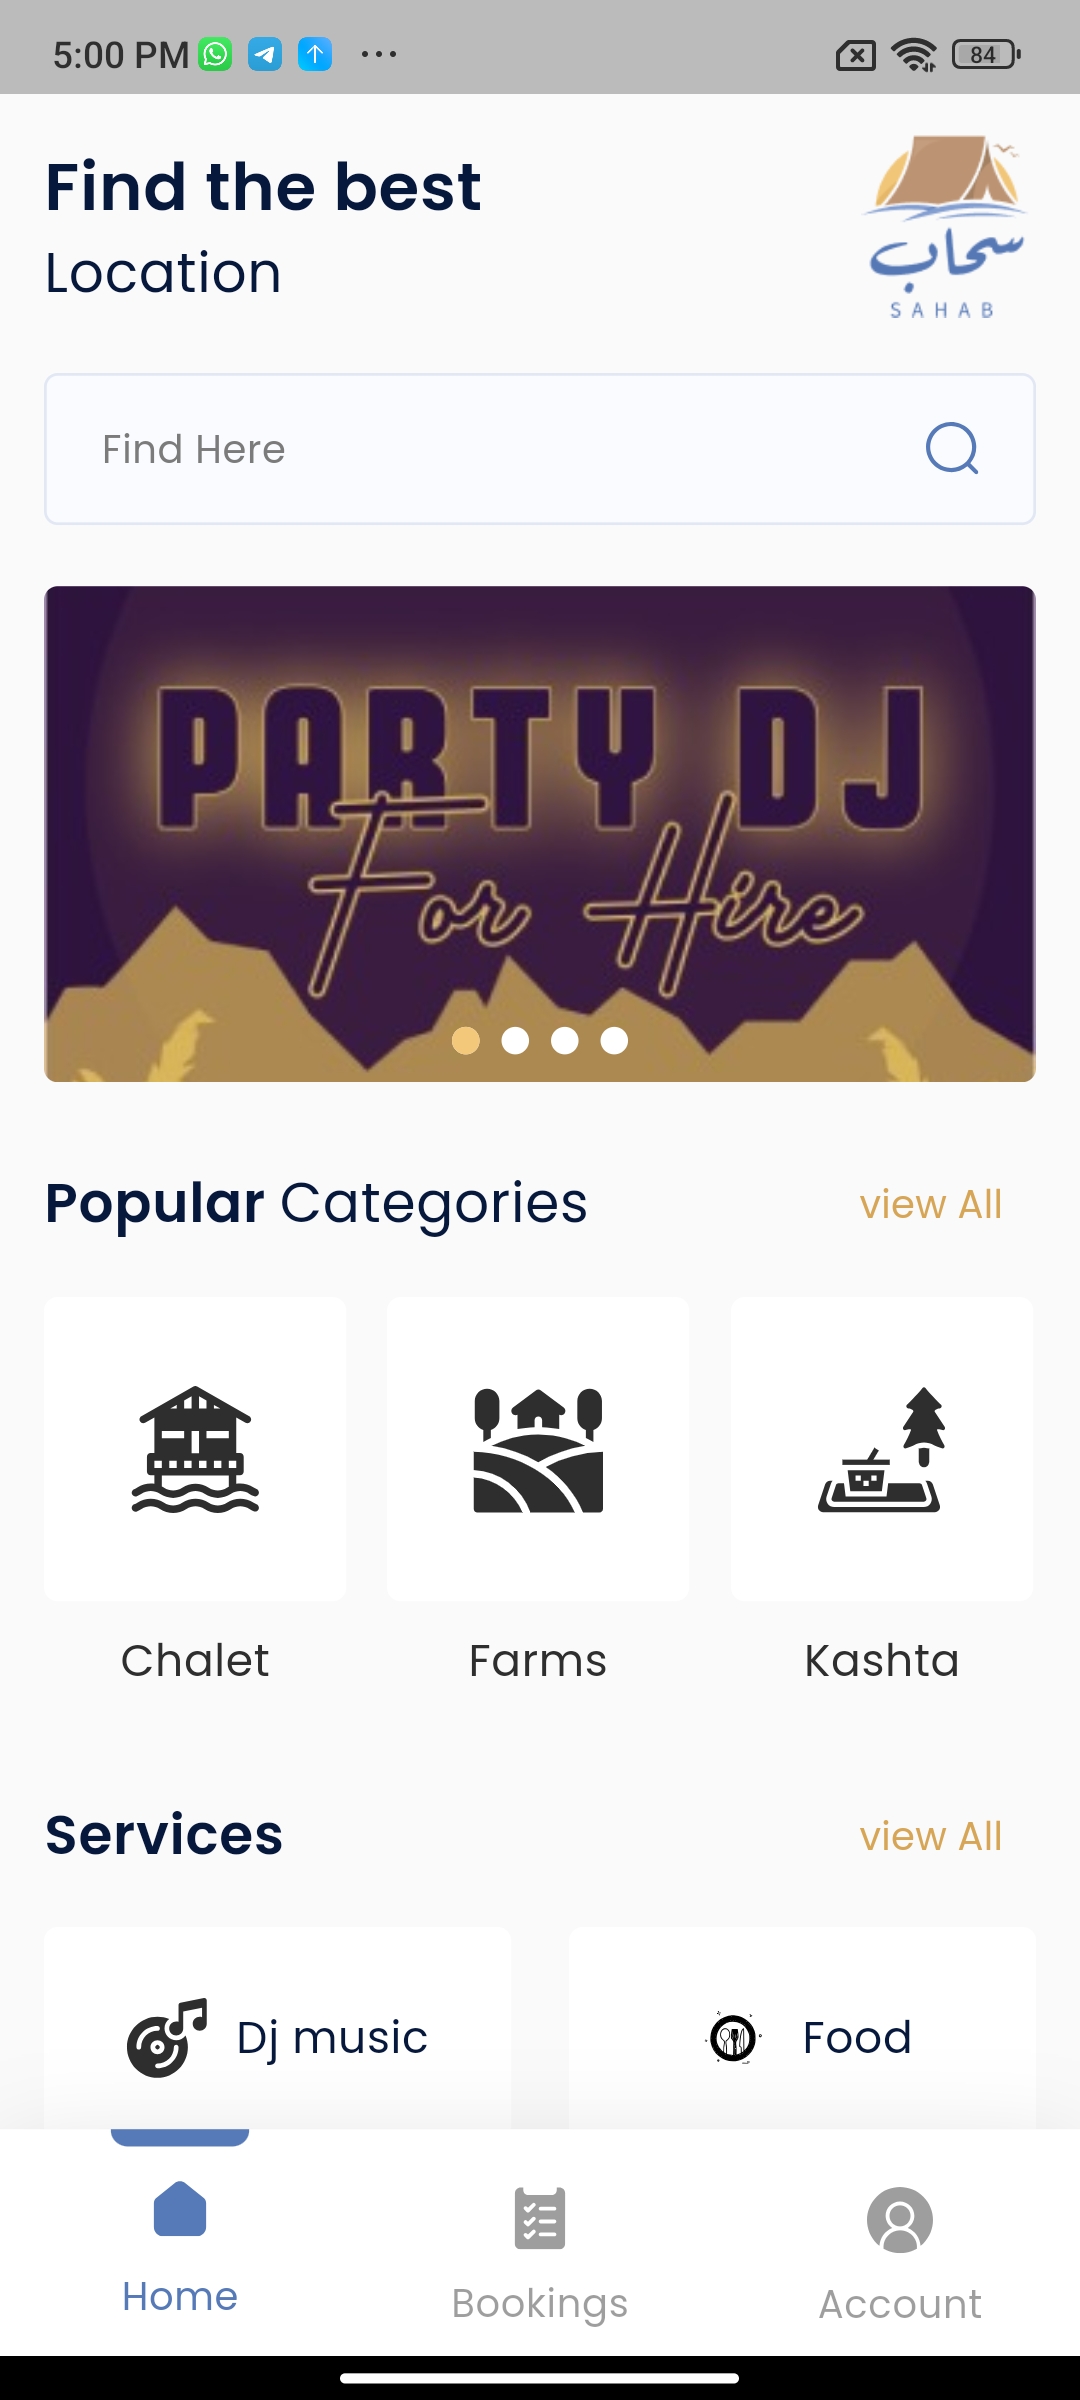 5:00 PM
84
Find the best
Location
سحاب
SAHAB
Find Here
PARTY DJ
For Hire
Popular Categories
view All
Chalet
Farms
Kashta
Services
view All
Dj music
Food
Home
Bookings
Account